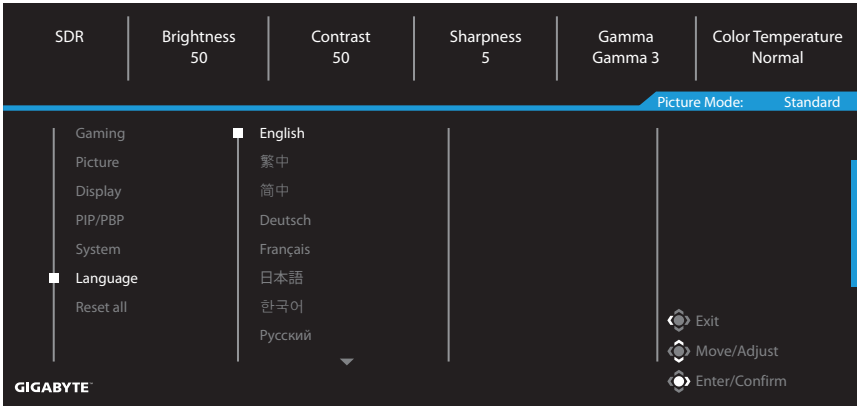 SDR
Brightness
50
Contrast
50
Sharpness
5
Gamma
Gamma 3
Color Temperature
Normal
Picture Mode: Standard
Gaming
Picture
Display
PIP/PBP
System
Language
Reset all
English
繁中
简中
Deutsch
Français
日本語
한국어
Русский
Exit
Move/Adjust
Enter/Confirm
GIGABYTE™